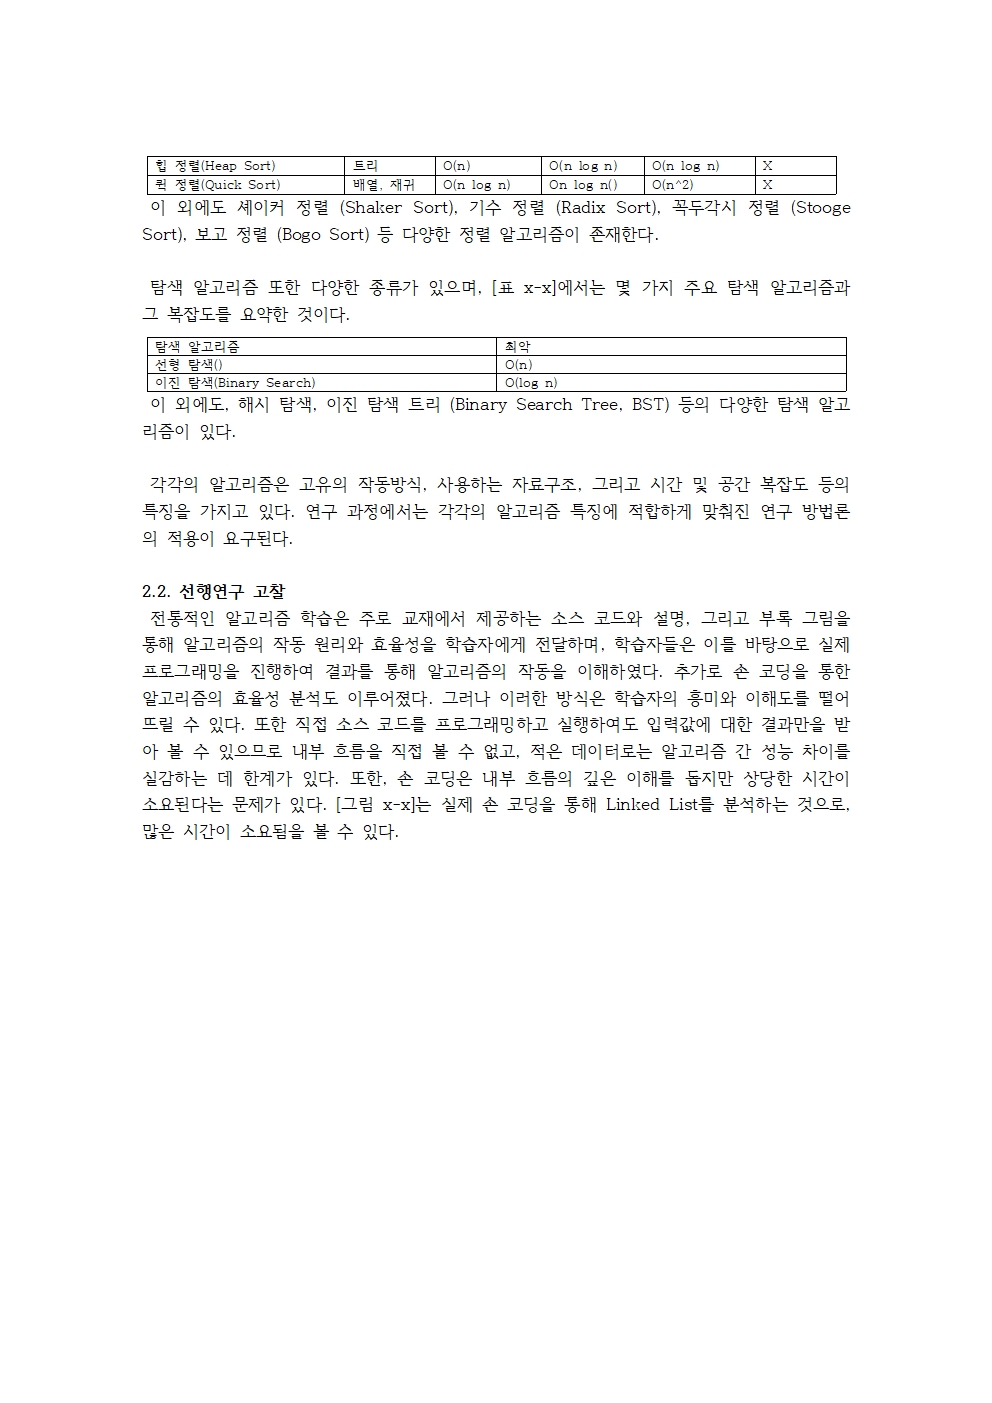 힙 정렬(Heap Sort) 트리 O(n) O(n log n) O(n log n) X
퀵 정렬(Quick Sort) 배열, 재귀 O(n log n) On log n() O(n^2) X
이 외에도 셰이커 정렬 (Shaker Sort), 기수 정렬 (Radix Sort), 꼭두각시 정렬 (Stooge
Sort), 보고 정렬 (Bogo Sort) 등 다양한 정렬 알고리즘이 존재한다.
탐색 알고리즘 또한 다양한 종류가 있으며, [표 x-x]에서는 몇 가지 주요 탐색 알고리즘과
그 복잡도를 요약한 것이다.
탐색 알고리즘 최악
선형 탐색() O(n)
이진 탐색(Binary Search) O(log n)
이 외에도, 해시 탐색, 이진 탐색 트리 (Binary Search Tree, BST) 등의 다양한 탐색 알고
리즘이 있다.
각각의 알고리즘은 고유의 작동방식, 사용하는 자료구조, 그리고 시간 및 공간 복잡도 등의
특징을 가지고 있다. 연구 과정에서는 각각의 알고리즘 특징에 적합하게 맞춰진 연구 방법론
의 적용이 요구된다.
2.2. 선행연구 고찰
전통적인 알고리즘 학습은 주로 교재에서 제공하는 소스 코드와 설명, 그리고 부록 그림을
통해 알고리즘의 작동 원리와 효율성을 학습자에게 전달하며, 학습자들은 이를 바탕으로 실제
프로그래밍을 진행하여 결과를 통해 알고리즘의 작동을 이해하였다. 추가로 손 코딩을 통한
알고리즘의 효율성 분석도 이루어졌다. 그러나 이러한 방식은 학습자의 흥미와 이해도를 떨어
뜨릴 수 있다. 또한 직접 소스 코드를 프로그래밍하고 실행하여도 입력값에 대한 결과만을 받
아 볼 수 있으므로 내부 흐름을 직접 볼 수 없고, 적은 데이터로는 알고리즘 간 성능 차이를
실감하는 데 한계가 있다. 또한, 손 코딩은 내부 흐름의 깊은 이해를 돕지만 상당한 시간이
소요된다는 문제가 있다. [그림 x-x]는 실제 손 코딩을 통해 Linked List를 분석하는 것으로,
많은 시간이 소요됨을 볼 수 있다.